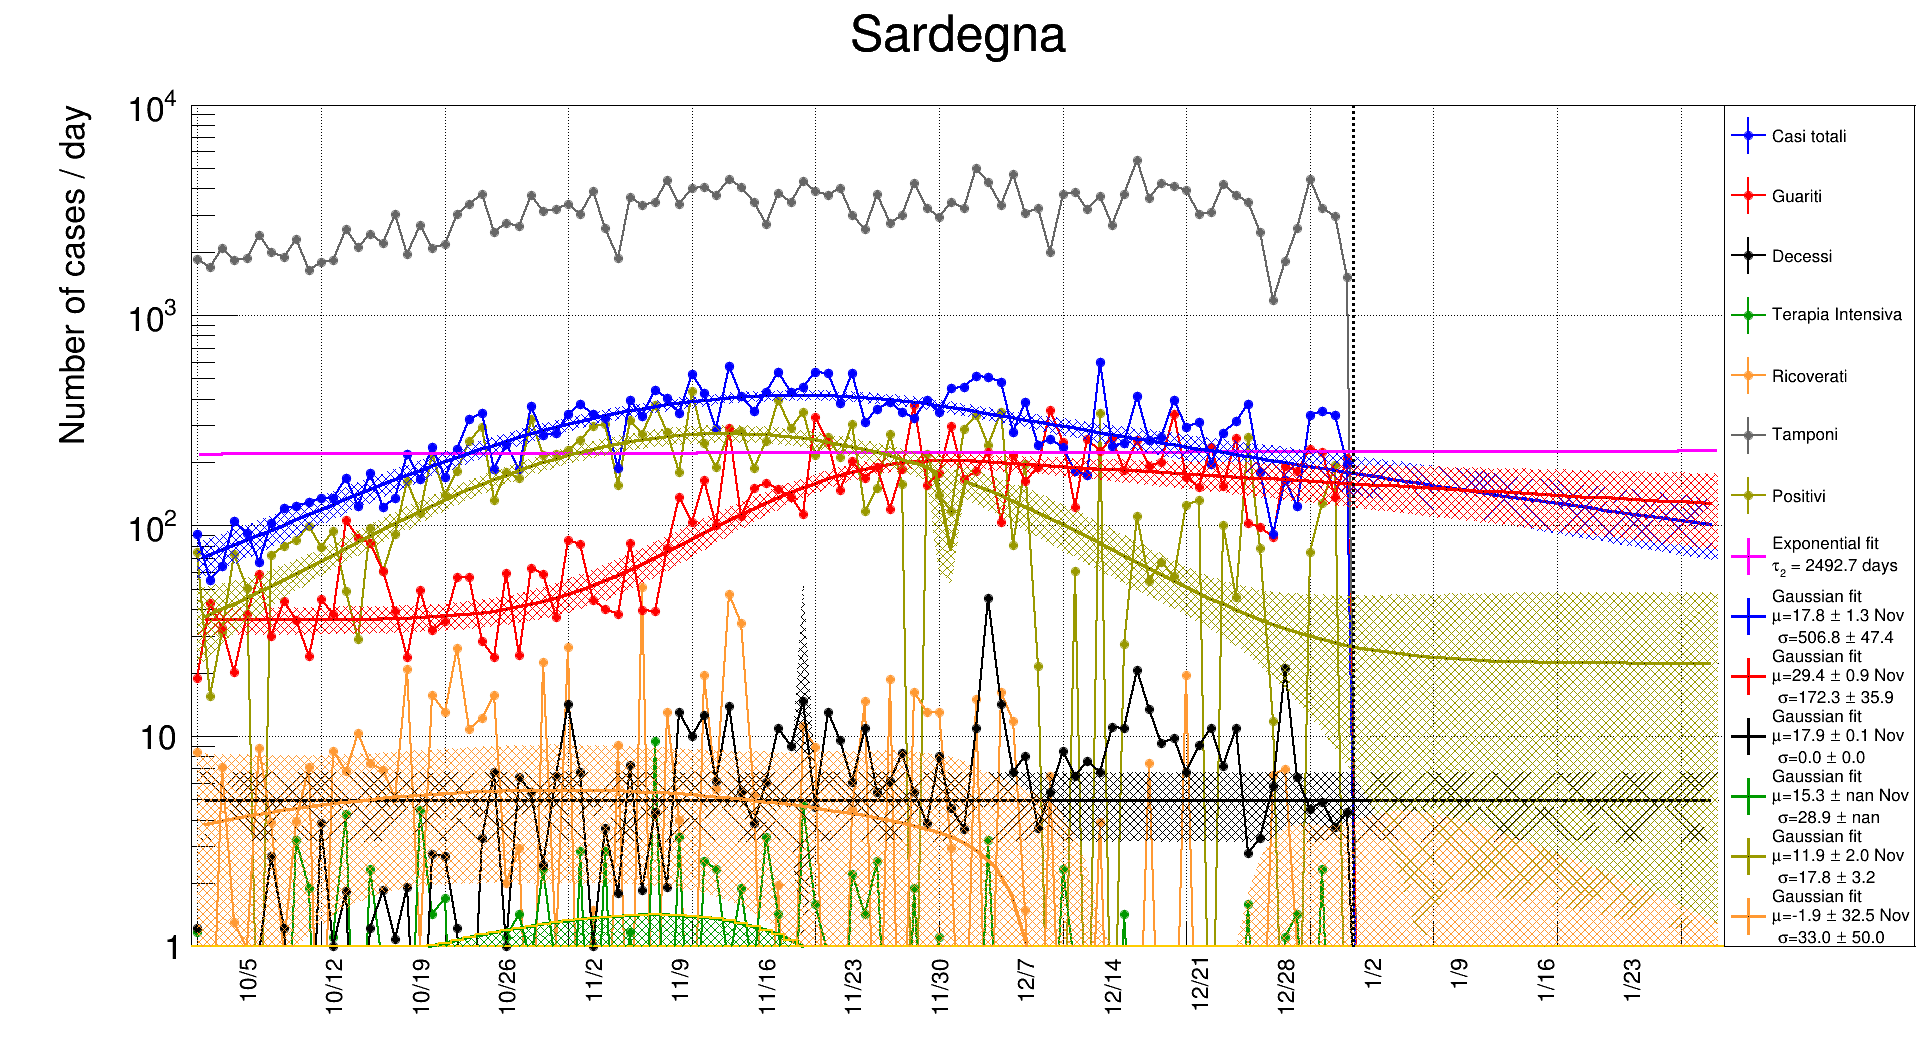 Sardegna
Number of cases / day
10^4
10^3
10^2
10
1
10/5
10/12
10/19
10/26
11/2
11/9
11/16
11/23
11/30
12/7
12/14
12/21
12/28
1/2
1/9
1/16
1/23
Casi totali
Guariti
Decessi
Terapia Intensiva
Ricoverati
Tamponi
Positivi
Exponential fit
τ₂ = 2492.7 days
Gaussian fit
μ=17.8 ± 1.3 Nov
σ=506.8 ± 47.4
Gaussian fit
μ=29.4 ± 0.9 Nov
σ=172.3 ± 35.9
Gaussian fit
μ=17.9 ± 0.1 Nov
σ=0.0 ± 0.0
Gaussian fit
μ=15.3 ± nan Nov
σ=28.9 ± nan
Gaussian fit
μ=11.9 ± 2.0 Nov
σ=17.8 ± 3.2
Gaussian fit
μ=-1.9 ± 32.5 Nov
σ=33.0 ± 50.0